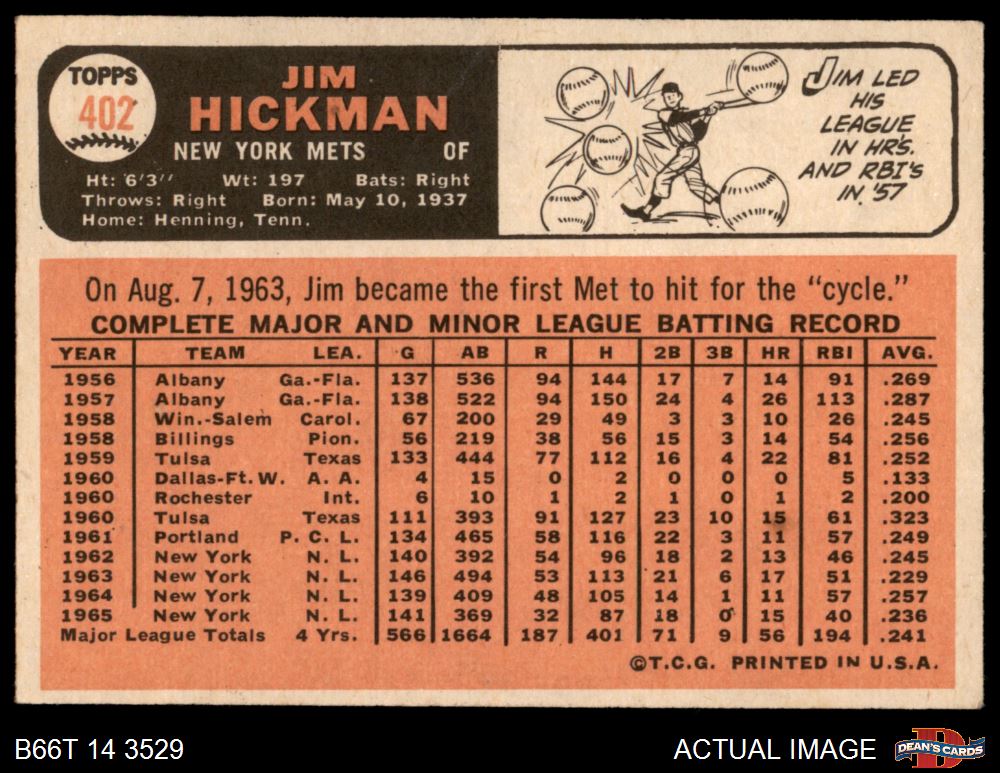 TOPPS
402
JIM
HICKMAN
NEW YORK METS OF
Ht: 6'3" Wt: 197 Bats: Right
Throws: Right Born: May 10, 1937
Home: Henning, Tenn.
JIM LED
HIS
LEAGUE
IN HR'S.
AND RBI'S
IN '57
On Aug. 7, 1963, Jim became the first Met to hit for the "cycle."
COMPLETE MAJOR AND MINOR LEAGUE BATTING RECORD
YEAR TEAM LEA. G AB R H 2B 3B HR RBI AVG.
1956 Albany Ga.-Fla. 137 536 94 144 17 7 14 91 .269
1957 Albany Ga.-Fla. 138 522 94 150 24 4 26 113 .287
1958 Win.-Salem Carol. 67 200 29 49 3 3 10 26 .245
1958 Billings Pion. 56 219 38 56 15 3 14 54 .256
1959 Tulsa Texas 133 444 77 112 16 4 22 81 .252
1960 Dallas-Ft. W. A. A. 4 15 0 2 0 0 0 5 .133
1960 Rochester Int. 6 10 1 2 1 0 1 2 .200
1960 Tulsa Texas 111 393 91 127 23 10 15 61 .323
1961 Portland P. C. L. 134 465 58 116 22 3 11 57 .249
1962 New York N. L. 140 392 54 96 18 2 13 46 .245
1963 New York N. L. 146 494 53 113 21 6 17 51 .229
1964 New York N. L. 139 409 48 105 14 1 11 57 .257
1965 New York N. L. 141 369 32 87 18 0 15 40 .236
Major League Totals 4 Yrs. 566 1664 187 401 71 9 56 194 .241
©T.C.G. PRINTED IN U.S.A.
B66T 14 3529
ACTUAL IMAGE
D
DEAN'S CARDS